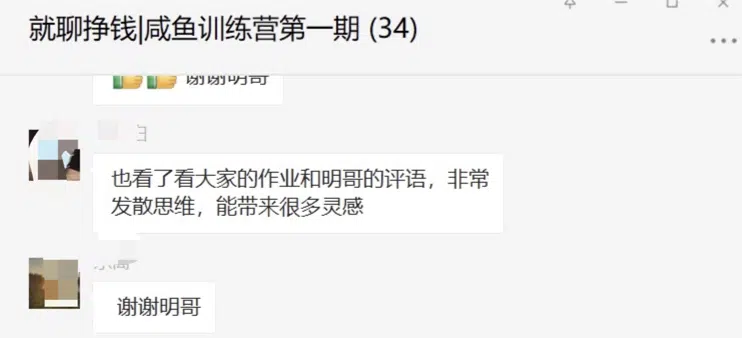 就聊挣钱|咸鱼训练营第一期 (34)
谢谢明哥
也看了看大家的作业和明哥的评语，非常
发散思维，能带来很多灵感
谢谢明哥